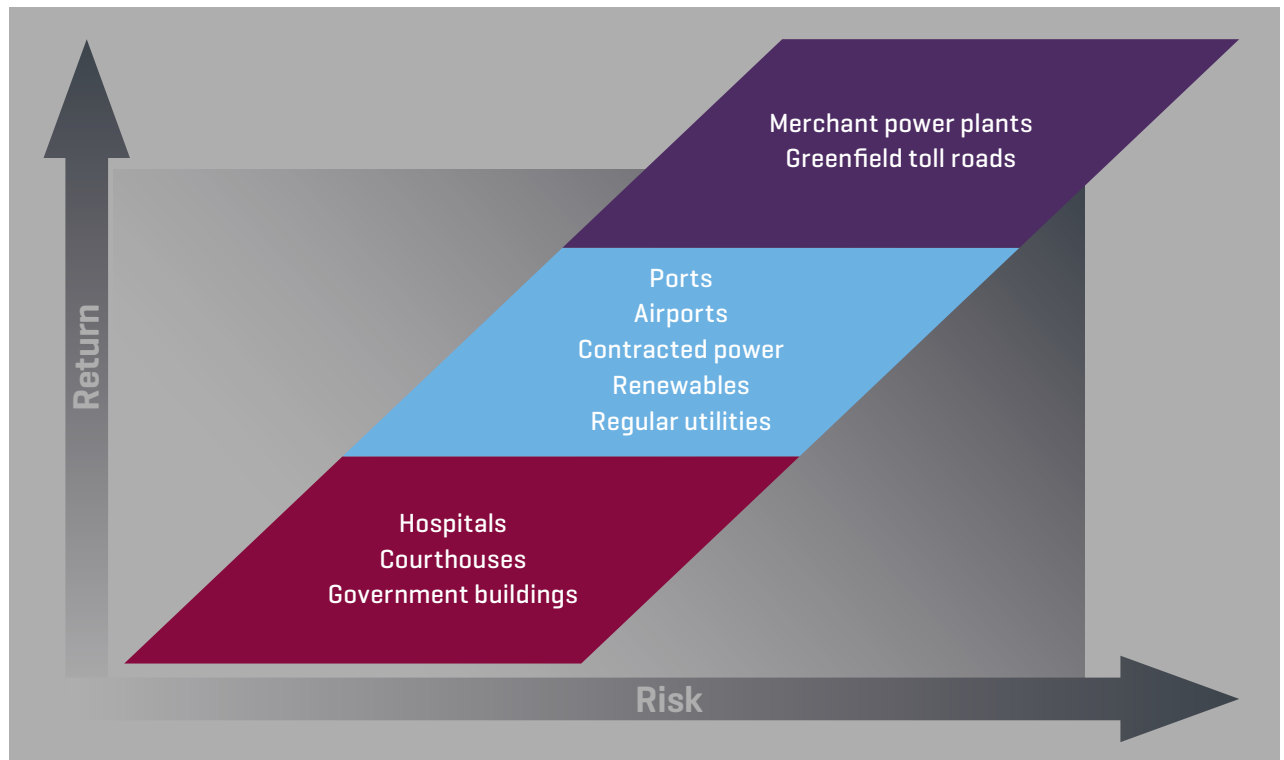 Merchant power plants
Greenfield toll roads
Ports
Airports
Contracted power
Renewables
Regular utilities
Hospitals
Courthouses
Government buildings
Return
Risk